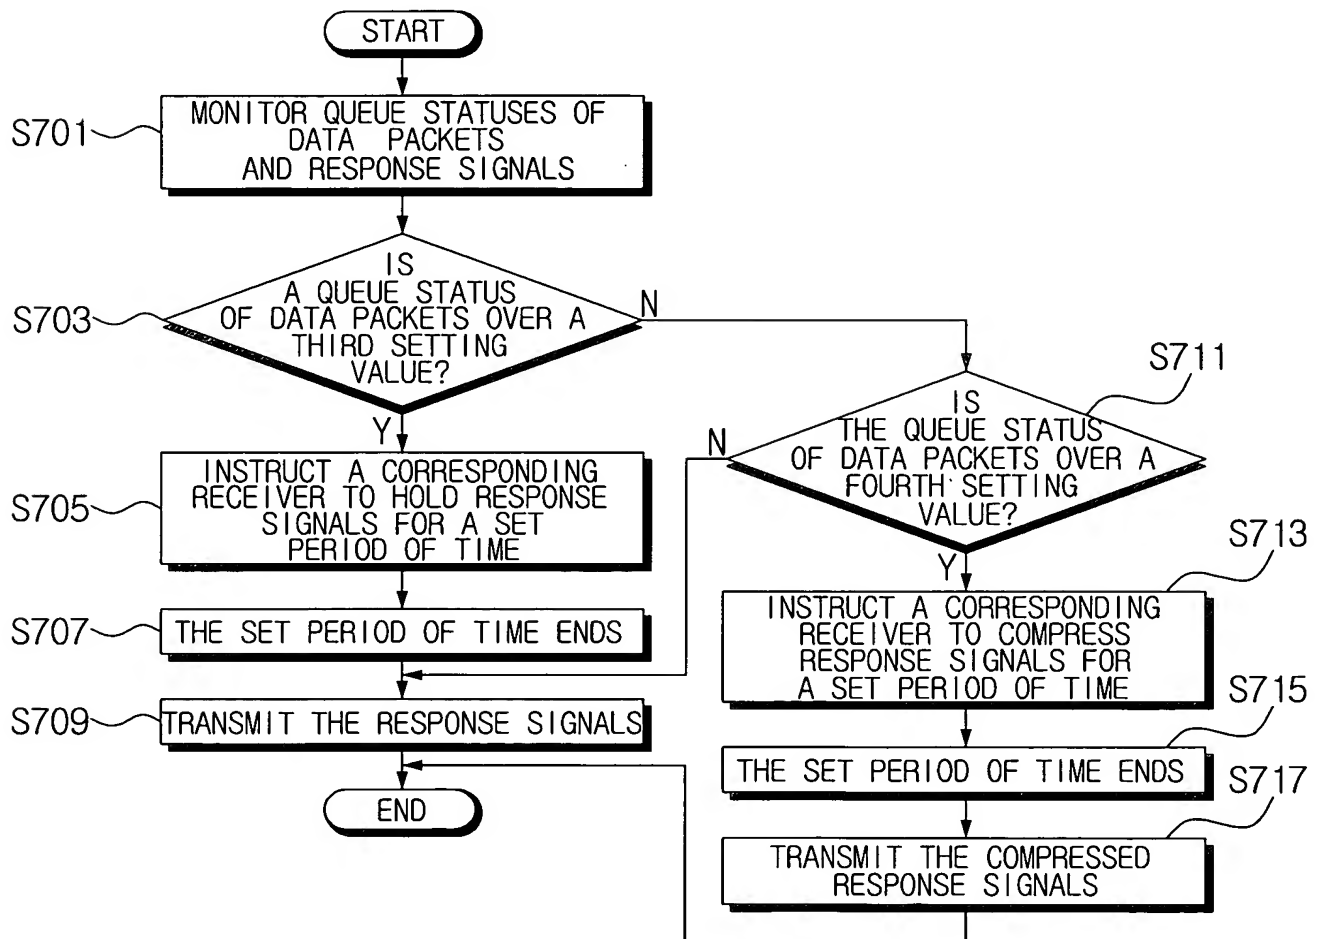 START
S701
MONITOR QUEUE STATUSES OF
DATA PACKETS
AND RESPONSE SIGNALS
S703
IS
A QUEUE STATUS
OF DATA PACKETS OVER A
THIRD SETTING
VALUE?
N
Y
S711
IS
THE QUEUE STATUS
OF DATA PACKETS OVER A
FOURTH SETTING
VALUE?
N
Y
S705
INSTRUCT A CORRESPONDING
RECEIVER TO HOLD RESPONSE
SIGNALS FOR A SET
PERIOD OF TIME
S707
THE SET PERIOD OF TIME ENDS
S709
TRANSMIT THE RESPONSE SIGNALS
END
S713
INSTRUCT A CORRESPONDING
RECEIVER TO COMPRESS
RESPONSE SIGNALS FOR
A SET PERIOD OF TIME
S715
THE SET PERIOD OF TIME ENDS
S717
TRANSMIT THE COMPRESSED
RESPONSE SIGNALS